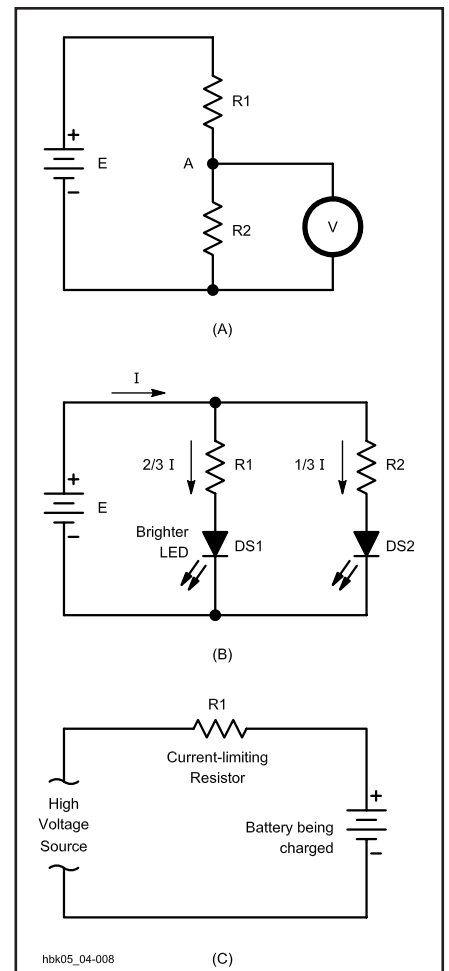 R1
+
E
A
-
R2
V
(A)
I
2/3 I
R1
1/3 I
R2
+
E
-
Brighter
LED
DS1
DS2
(B)
R1
Current-limiting
Resistor
High
Voltage
Source
+
Battery being
charged
-
hbk05_04-008
(C)